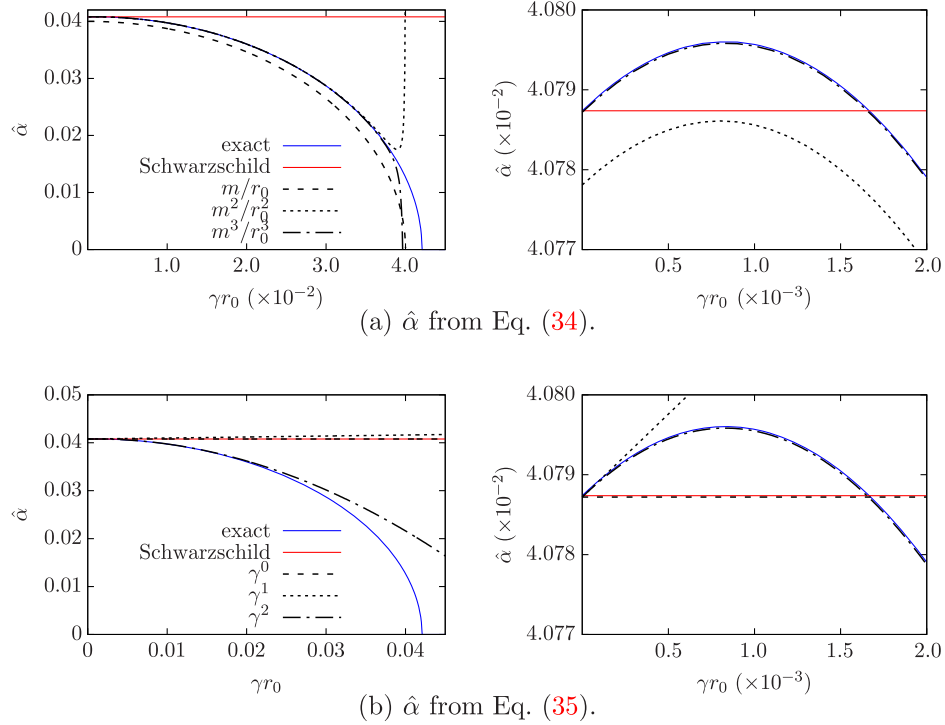 0.04
0.03
0.02
0.01
0
α̂
exact
Schwarzschild
m/r₀
m²/r₀²
m³/r₀³
1.0 2.0 3.0 4.0
γr₀ (×10⁻²)
4.080
4.079
4.078
4.077
α̂ (×10⁻²)
0.5 1.0 1.5 2.0
γr₀ (×10⁻³)
(a) α̂ from Eq. (34).
0.05
0.04
0.03
0.02
0.01
0
α̂
exact
Schwarzschild
γ⁰
γ¹
γ²
0 0.01 0.02 0.03 0.04
γr₀
4.080
4.079
4.078
4.077
α̂ (×10⁻²)
0.5 1.0 1.5 2.0
γr₀ (×10⁻³)
(b) α̂ from Eq. (35).